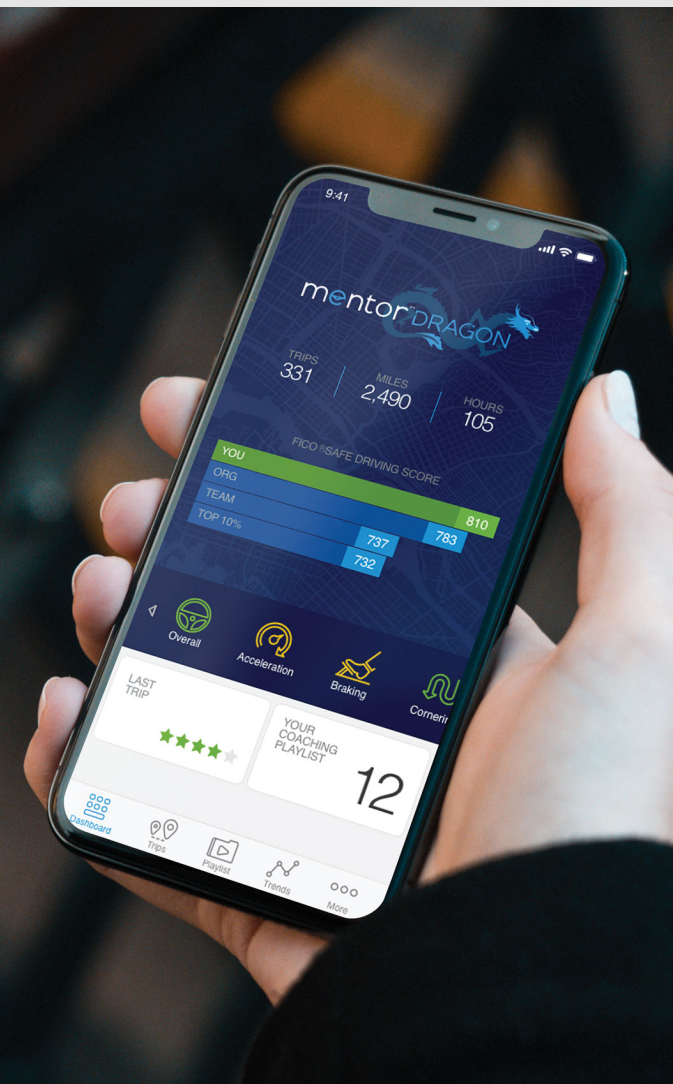 9:41
mentor DRAGON
TRIPS
331
MILES
2,490
HOURS
105
FICO ® SAFE DRIVING SCORE
YOU 810
ORG 783
TEAM 737
TOP 10% 732
Overall
Acceleration
Braking
LAST
TRIP
YOUR
COACHING
PLAYLIST
12
Dashboard
Trips
Playlist
Trends
More